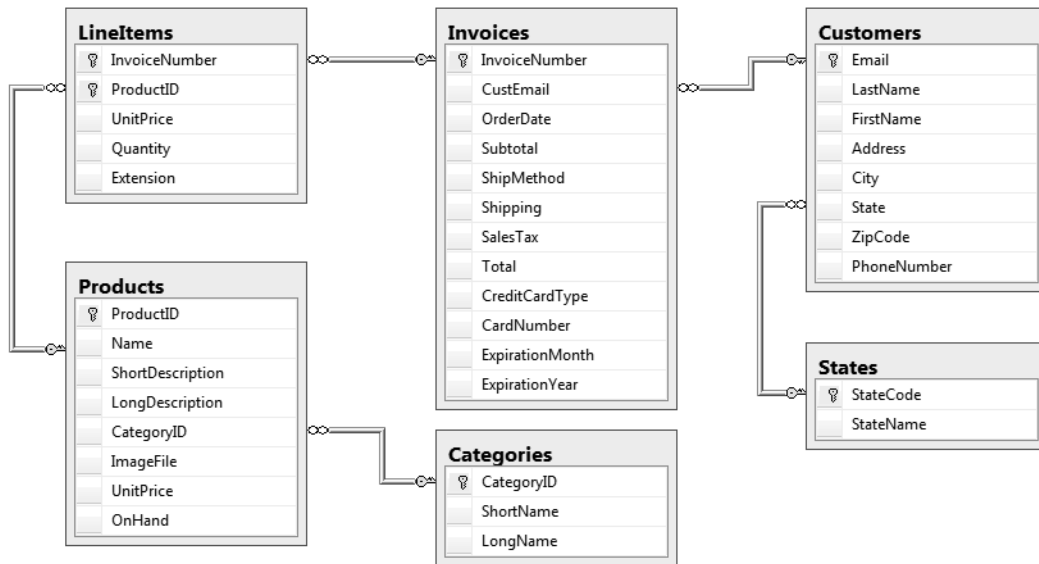 LineItems
InvoiceNumber
ProductID
UnitPrice
Quantity
Extension
Invoices
InvoiceNumber
CustEmail
OrderDate
Subtotal
ShipMethod
Shipping
SalesTax
Total
CreditCardType
CardNumber
ExpirationMonth
ExpirationYear
Customers
Email
LastName
FirstName
Address
City
State
ZipCode
PhoneNumber
Products
ProductID
Name
ShortDescription
LongDescription
CategoryID
ImageFile
UnitPrice
OnHand
Categories
CategoryID
ShortName
LongName
States
StateCode
StateName